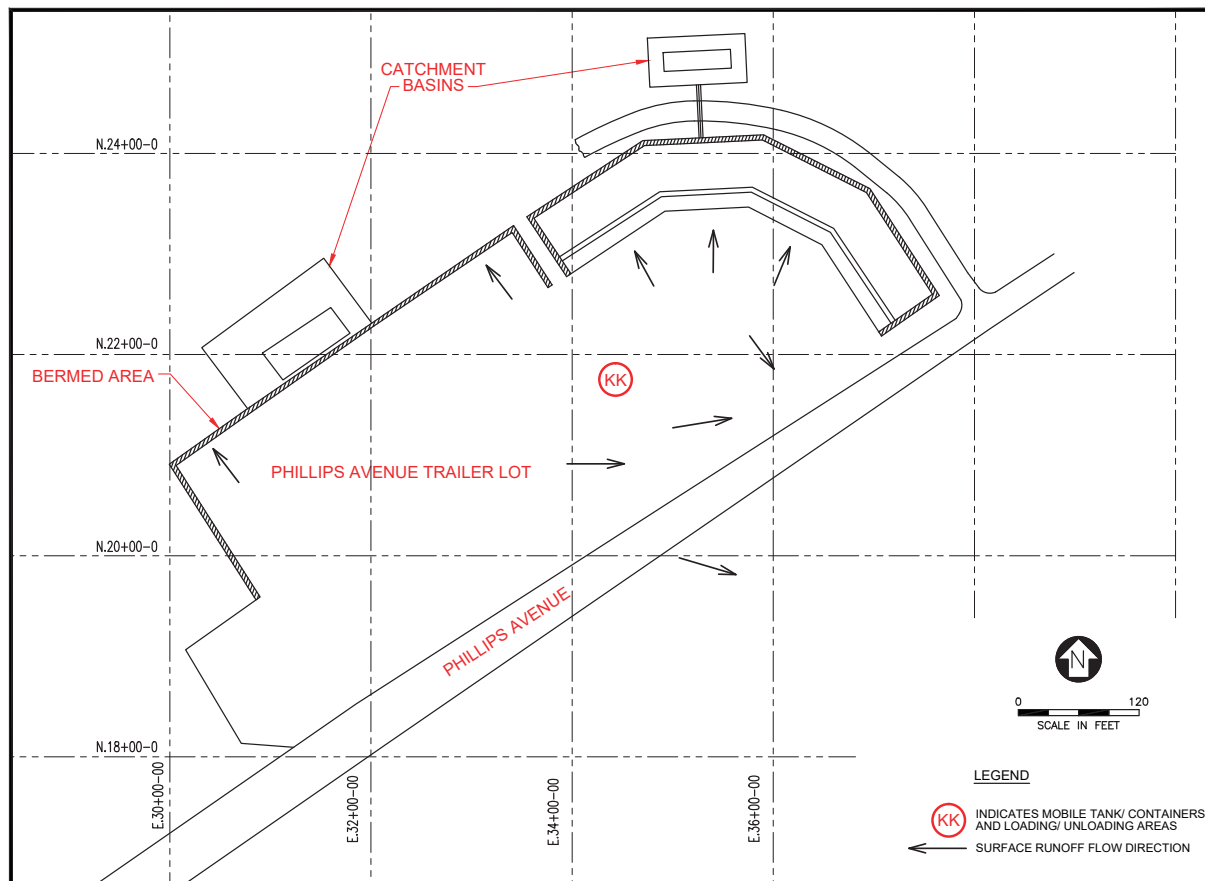 CATCHMENT
BASINS
N.24+00-0
N.22+00-0
BERMED AREA
KK
PHILLIPS AVENUE TRAILER LOT
N.20+00-0
PHILLIPS AVENUE
N
0 120
SCALE IN FEET
N.18+00-0
E.30+00-00
E.32+00-00
E.34+00-00
E.36+00-00
LEGEND
KK INDICATES MOBILE TANK/ CONTAINERS
AND LOADING/ UNLOADING AREAS
SURFACE RUNOFF FLOW DIRECTION